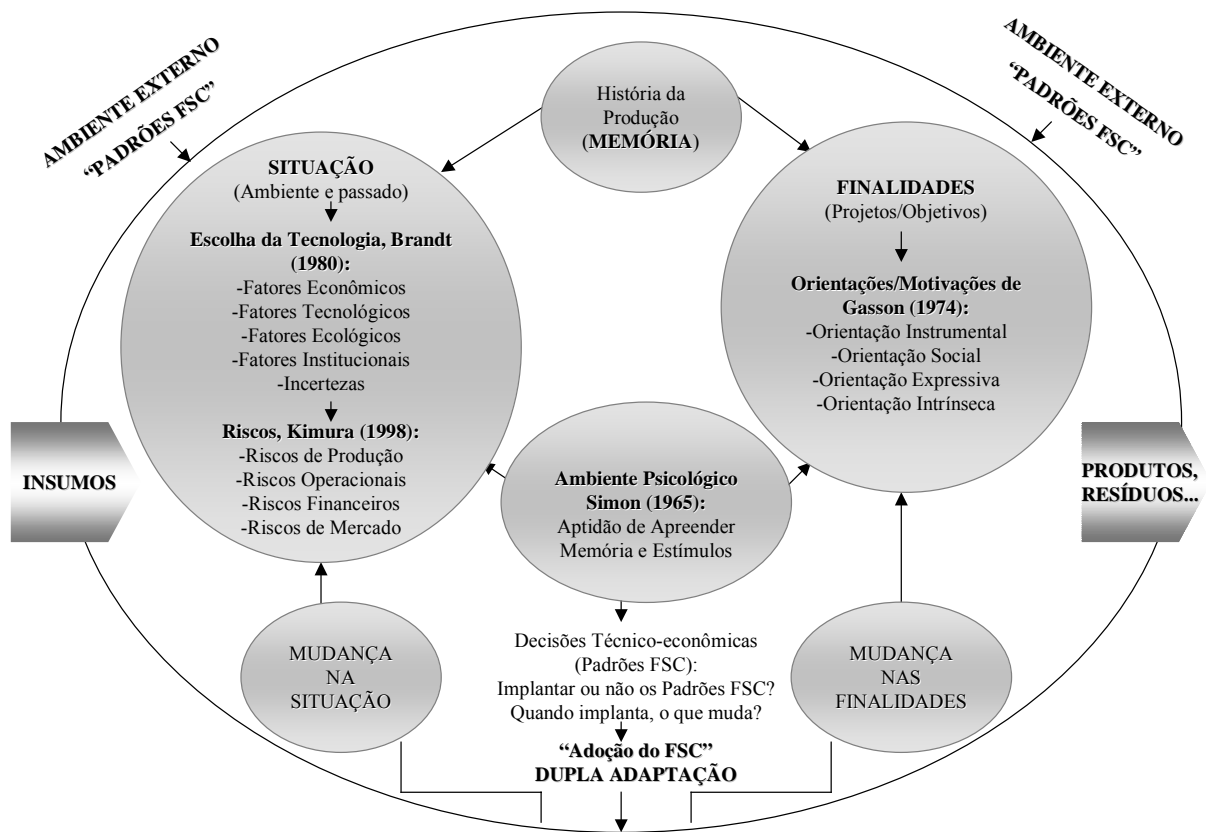 AMBIENTE EXTERNO
“PADRÕES FSC”
AMBIENTE EXTERNO
“PADRÕES FSC”
História da
Produção
(MEMÓRIA)
SITUAÇÃO
(Ambiente e passado)
Escolha da Tecnologia, Brandt
(1980):
-Fatores Econômicos
-Fatores Tecnológicos
-Fatores Ecológicos
-Fatores Institucionais
-Incertezas
Riscos, Kimura (1998):
-Riscos de Produção
-Riscos Operacionais
-Riscos Financeiros
-Riscos de Mercado
FINALIDADES
(Projetos/Objetivos)
Orientações/Motivações de
Gasson (1974):
-Orientação Instrumental
-Orientação Social
-Orientação Expressiva
-Orientação Intrínseca
INSUMOS
Ambiente Psicológico
Simon (1965):
Aptidão de Apreender
Memória e Estímulos
PRODUTOS,
RESÍDUOS...
MUDANÇA
NA
SITUAÇÃO
Decisões Técnico-econômicas
(Padrões FSC):
Implantar ou não os Padrões FSC?
Quando implanta, o que muda?
“Adoção do FSC”
DUPLA ADAPTAÇÃO
MUDANÇA
NAS
FINALIDADES